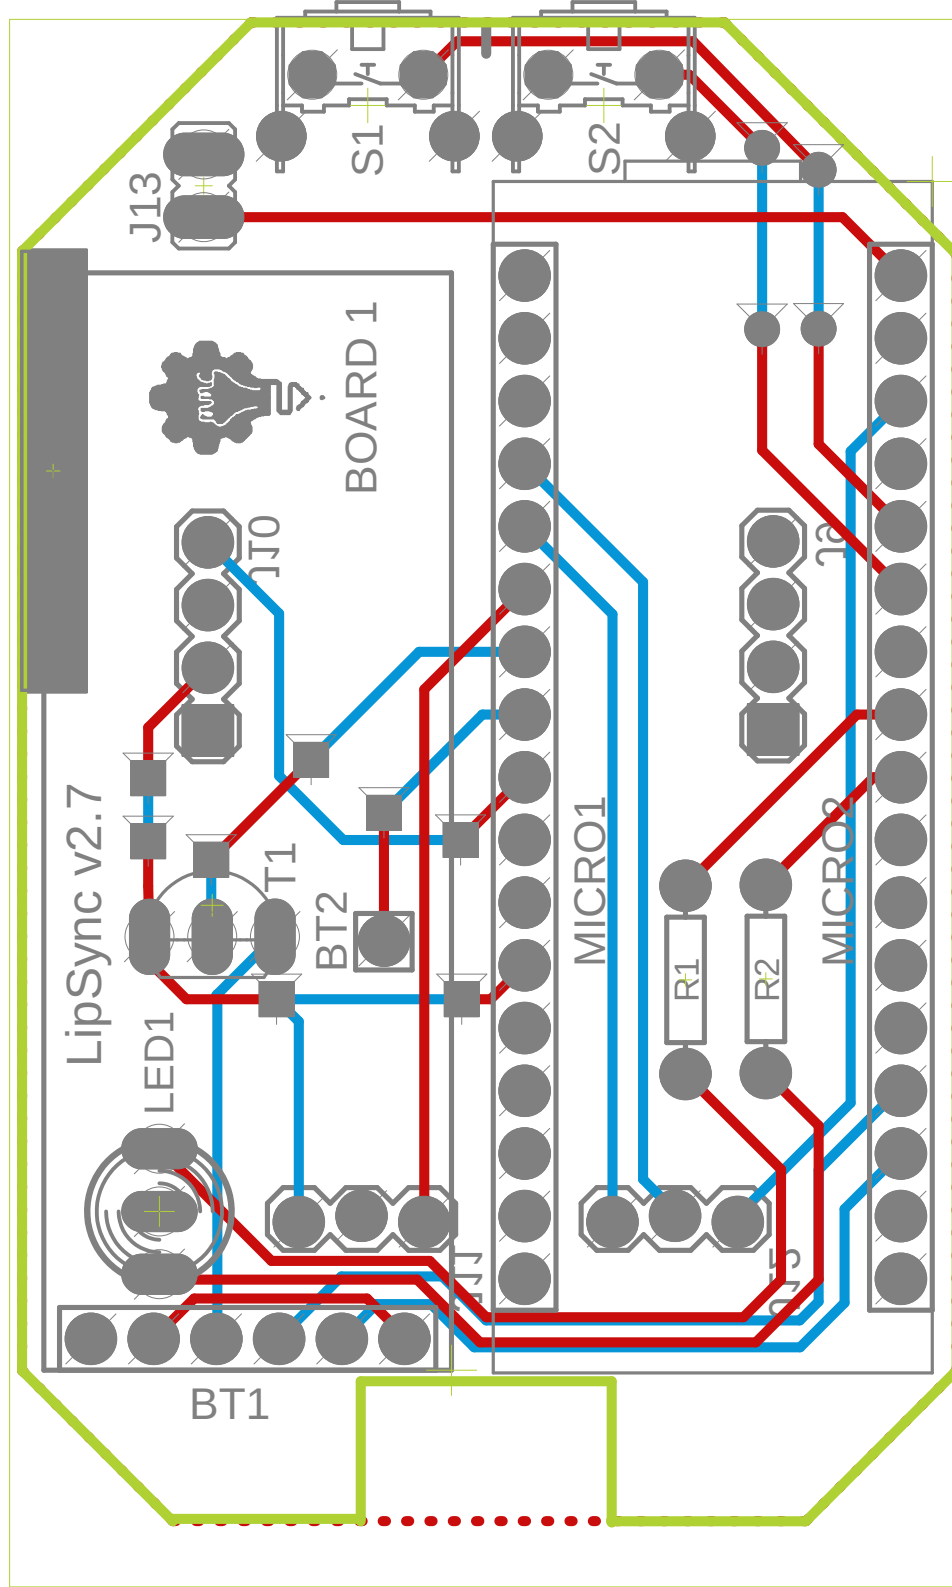 S1
S2
J13
BOARD 1
MICRO1
MICRO2
LipSync v2.7
T1
BT2
R1
R2
LED1
BT1